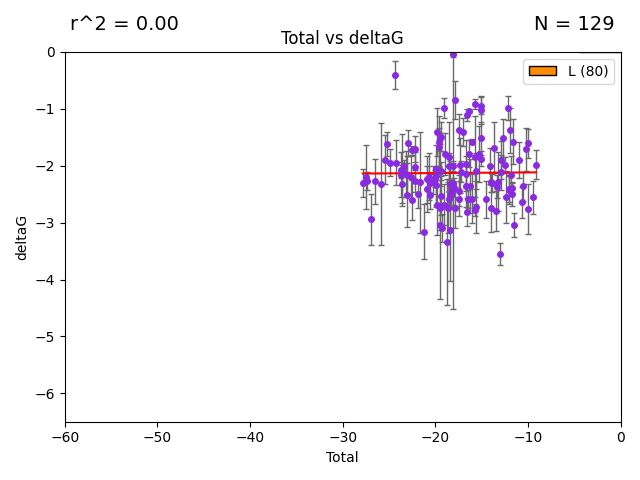 r^2 = 0.00
N = 129
Total vs deltaG
L (80)
0
−1
−2
−3
−4
−5
−6
deltaG
−60 −50 −40 −30 −20 −10 0
Total